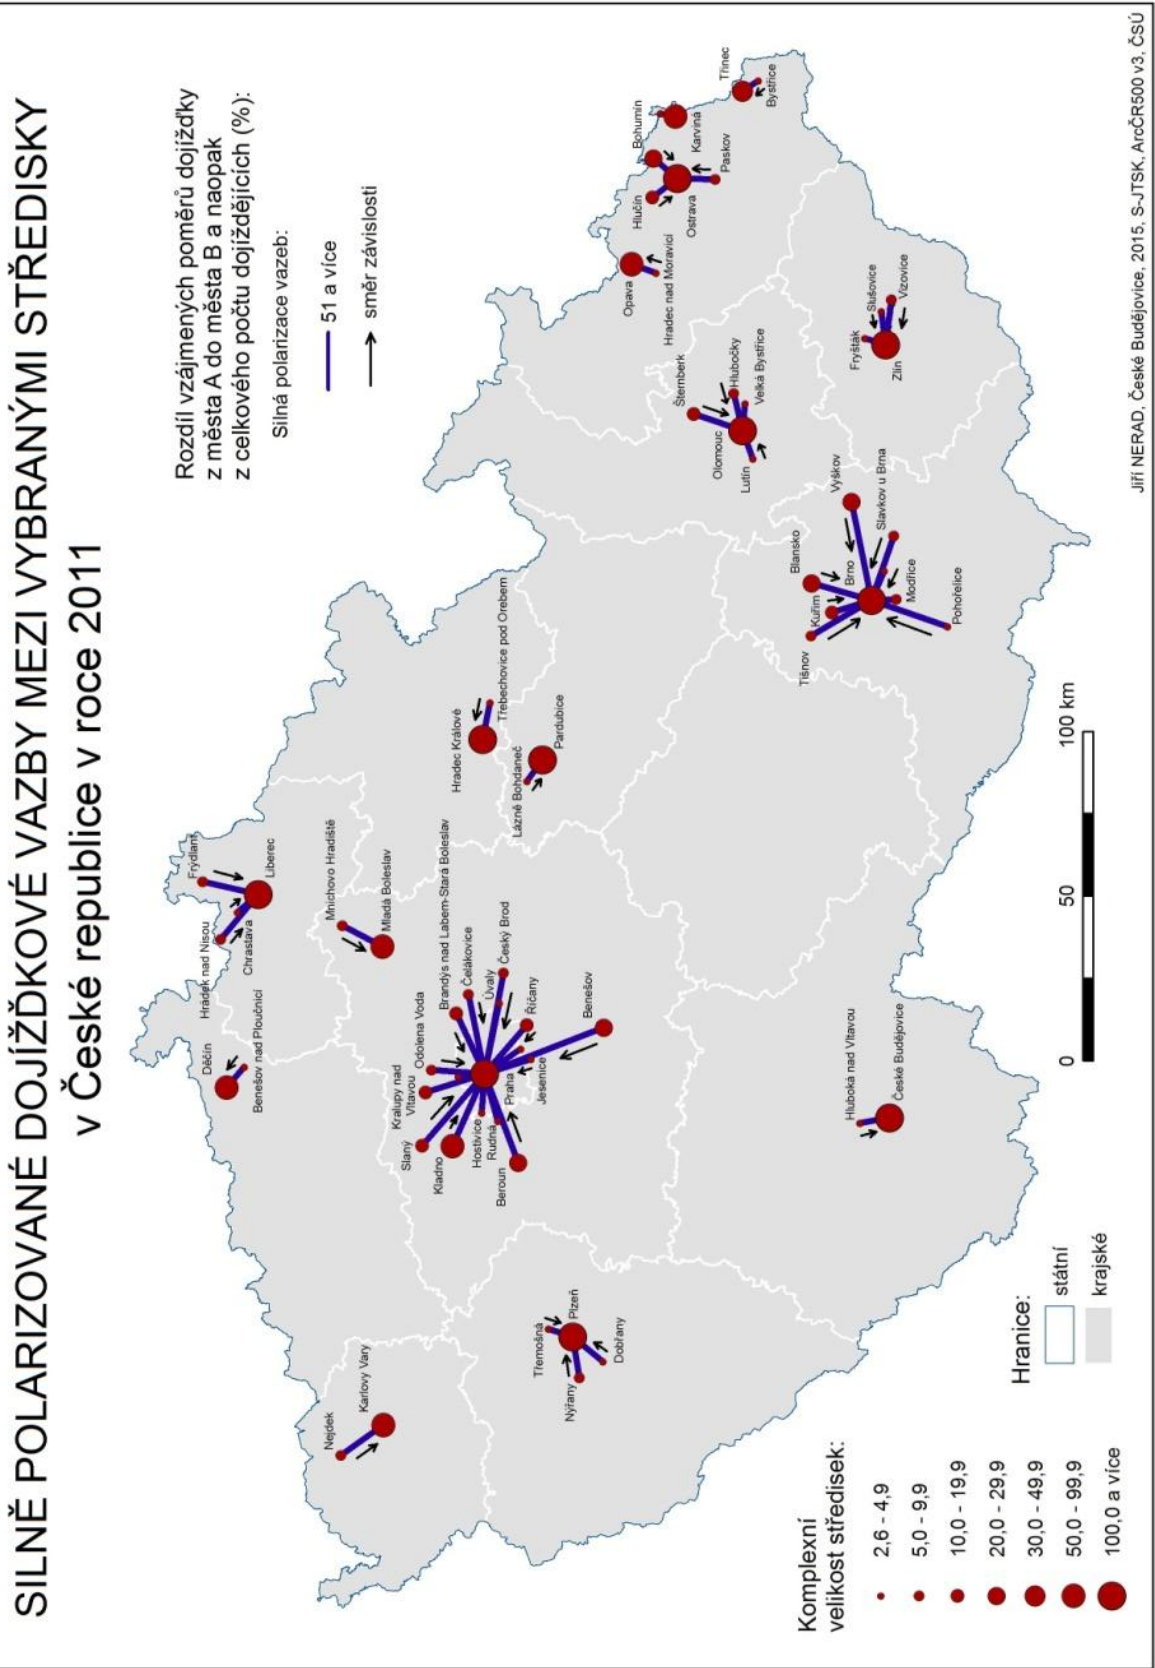 SILNĚ POLARIZOVANÉ DOJÍŽĎKOVÉ VAZBY MEZI VYBRANÝMI STŘEDISKY
v České republice v roce 2011
Rozdíl vzájemných poměrů dojížďky
z města A do města B a naopak
z celkového počtu dojíždějících (%):
Silná polarizace vazeb:
51 a více
směr závislosti
Frýdlant
Hrádek nad Nisou
Chrastava
Liberec
Děčín
Benešov nad Ploučnicí
Mnichovo Hradiště
Mladá Boleslav
Nejdek
Karlovy Vary
Slaný
Kralupy nad
Vltavou
Odolena Voda
Brandýs nad Labem-Stará Boleslav
Čelákovice
Úvaly
Český Brod
Kladno
Hostivice
Rudná
Beroun
Praha
Jesenice
Říčany
Benešov
Hradec Králové
Třebechovice pod Orebem
Lázně Bohdaneč
Pardubice
Třemošná
Plzeň
Nýřany
Dobřany
Hluboká nad Vltavou
České Budějovice
Tišnov
Kuřim
Blansko
Brno
Vyškov
Slavkov u Brna
Modřice
Pohořelice
Šternberk
Olomouc
Hlubočky
Velká Bystřice
Lutín
Opava
Hradec nad Moravicí
Hlučín
Bohumín
Ostrava
Karviná
Paskov
Třinec
Bystřice
Fryšták
Slušovice
Vizovice
Zlín
Komplexní
velikost středisek:
2,6 - 4,9
5,0 - 9,9
10,0 - 19,9
20,0 - 29,9
30,0 - 49,9
50,0 - 99,9
100,0 a více
Hranice:
státní
krajské
0 50 100 km
Jiří NERAD, České Budějovice, 2015, S-JTSK, ArcČR500 v3, ČSÚ